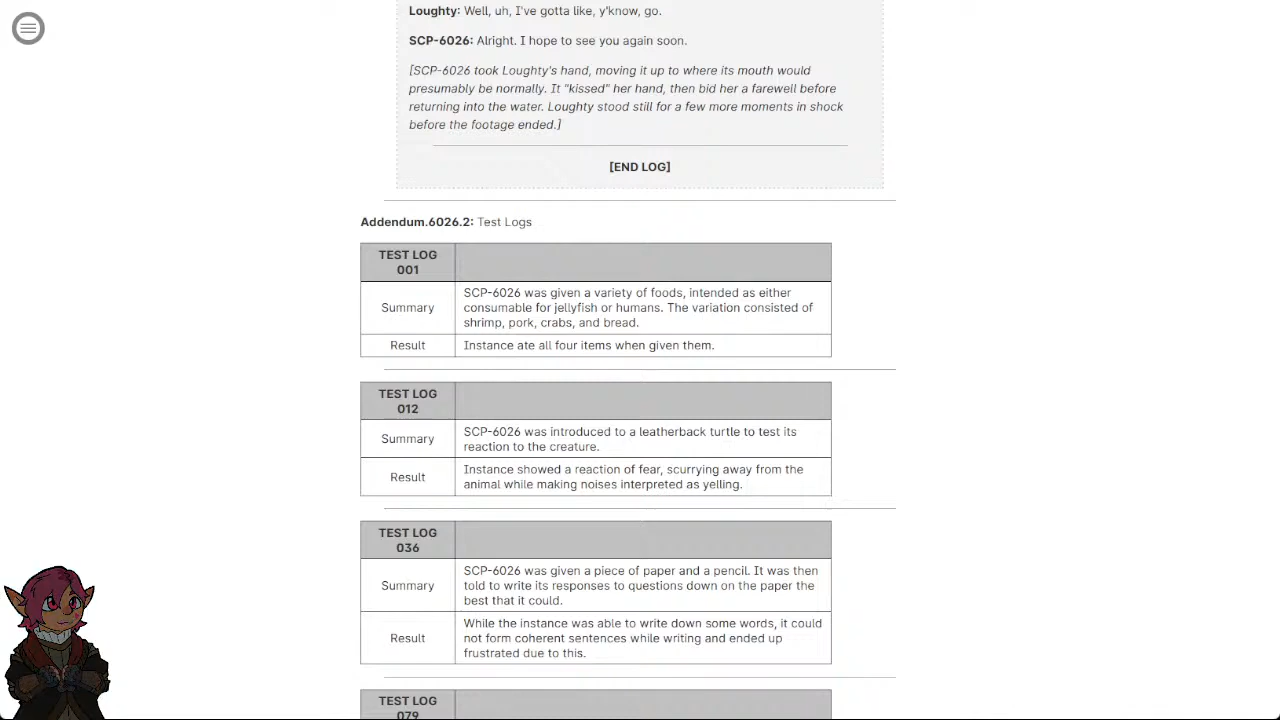 Loughty: Well, uh, I've gotta like, y'know, go.
SCP-6026: Alright. I hope to see you again soon.
[SCP-6026 took Loughty's hand, moving it up to where its mouth would
presumably be normally. It "kissed" her hand, then bid her a farewell before
returning into the water. Loughty stood still for a few more moments in shock
before the footage ended.]
[END LOG]
Addendum.6026.2: Test Logs
TEST LOG
001
Summary
SCP-6026 was given a variety of foods, intended as either
consumable for jellyfish or humans. The variation consisted of
shrimp, pork, crabs, and bread.
Result
Instance ate all four items when given them.
TEST LOG
012
Summary
SCP-6026 was introduced to a leatherback turtle to test its
reaction to the creature.
Result
Instance showed a reaction of fear, scurrying away from the
animal while making noises interpreted as yelling.
TEST LOG
036
Summary
SCP-6026 was given a piece of paper and a pencil. It was then
told to write its responses to questions down on the paper the
best that it could.
Result
While the instance was able to write down some words, it could
not form coherent sentences while writing and ended up
frustrated due to this.
TEST LOG
079